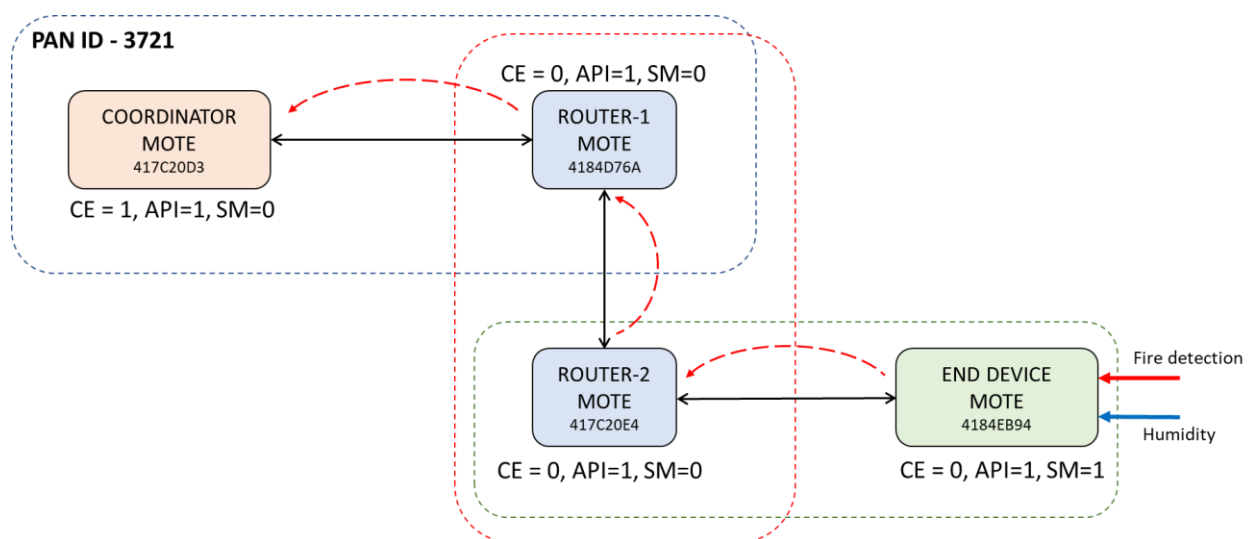 PAN ID - 3721
CE = 0, API=1, SM=0
COORDINATOR
MOTE
417C20D3
ROUTER-1
MOTE
4184D76A
CE = 1, API=1, SM=0
ROUTER-2
MOTE
417C20E4
END DEVICE
MOTE
4184EB94
Fire detection
Humidity
CE = 0, API=1, SM=0
CE = 0, API=1, SM=1